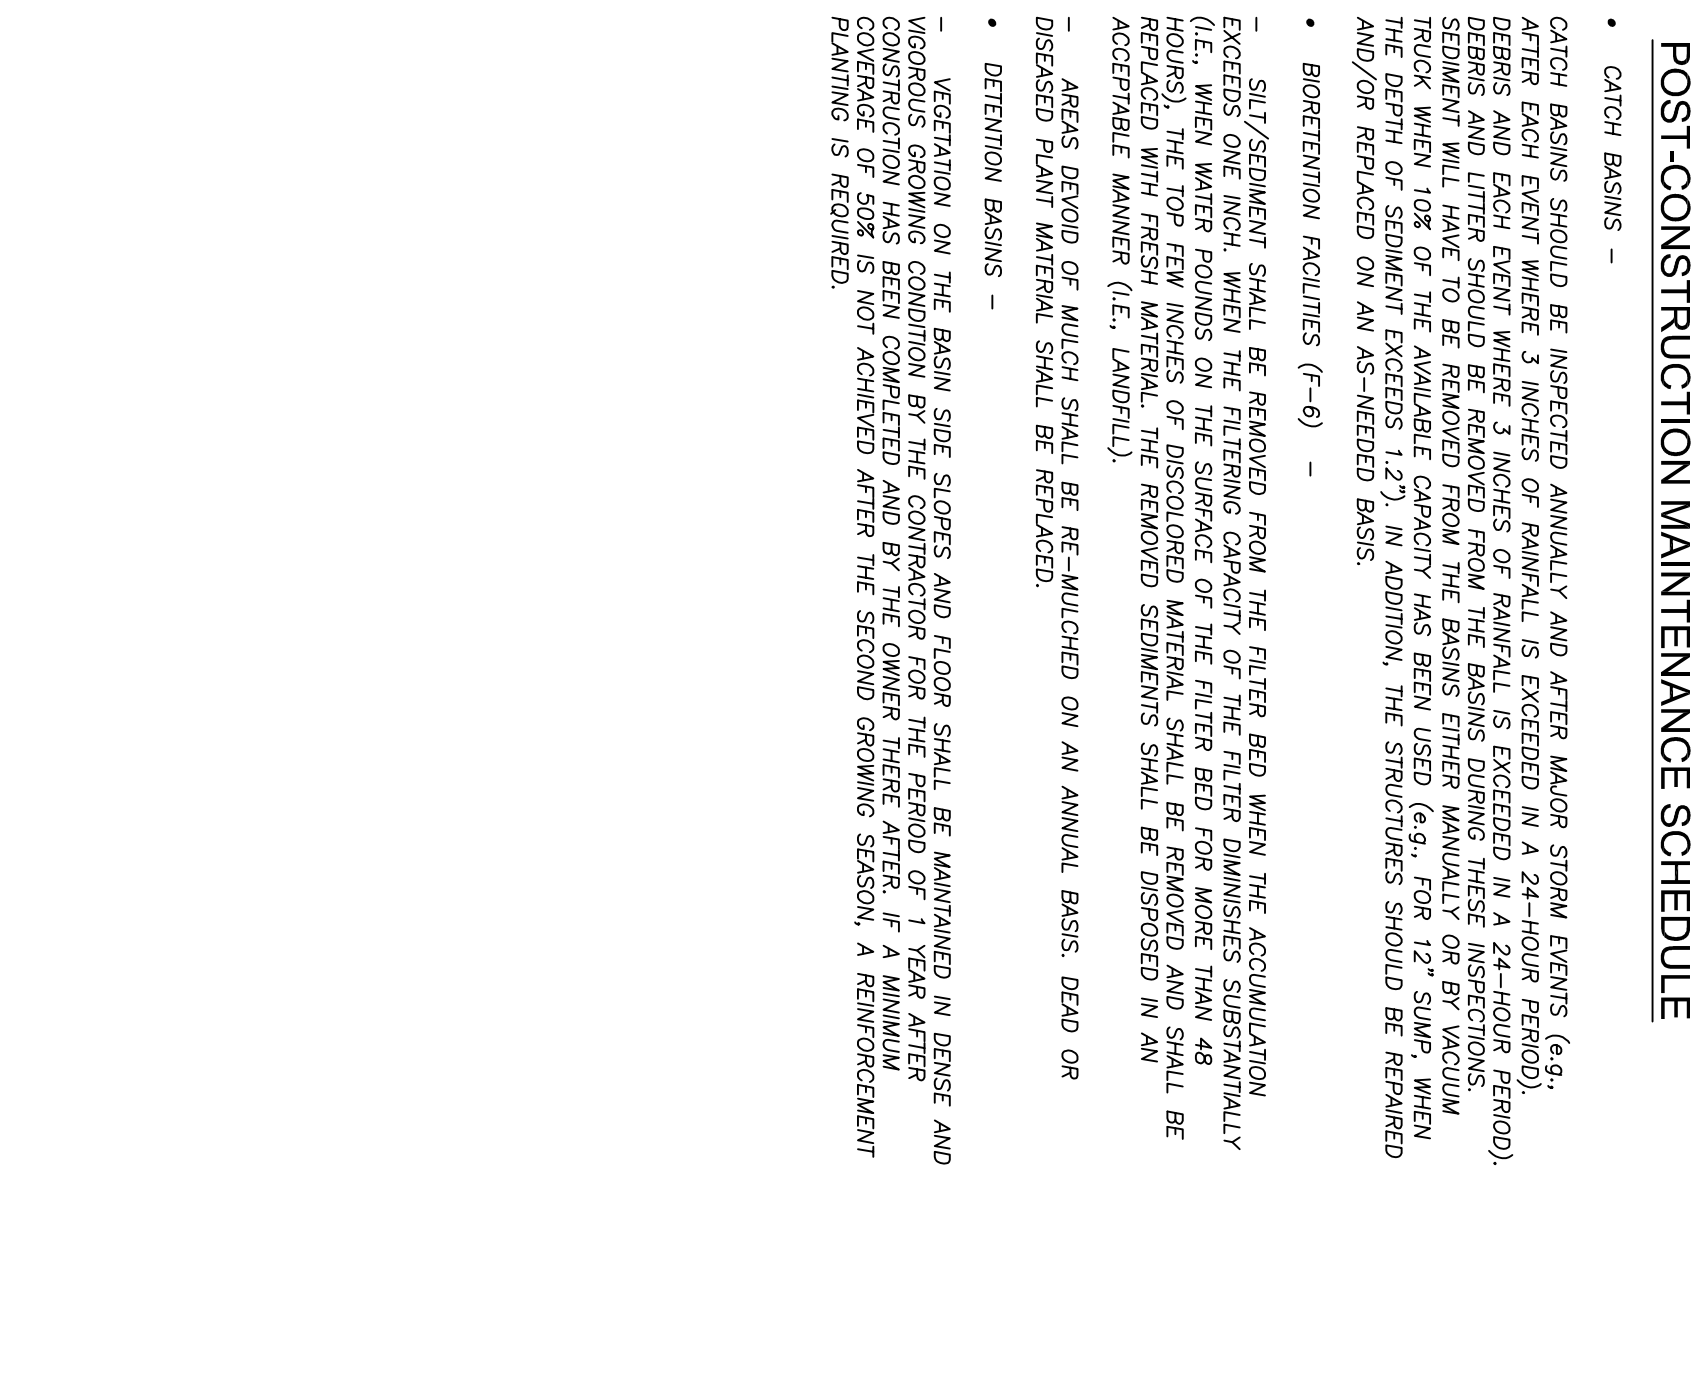 POST-CONSTRUCTION MAINTENANCE SCHEDULE
• CATCH BASINS –
CATCH BASINS SHOULD BE INSPECTED ANNUALLY AND AFTER MAJOR STORM EVENTS (e.g.,
AFTER EACH EVENT WHERE 3 INCHES OF RAINFALL IS EXCEEDED IN A 24–HOUR PERIOD).
DEBRIS AND EACH EVENT WHERE 3 INCHES OF RAINFALL IS EXCEEDED IN A 24–HOUR PERIOD).
DEBRIS AND LITTER SHOULD BE REMOVED FROM THE BASINS DURING THESE INSPECTIONS.
SEDIMENT WILL HAVE TO BE REMOVED FROM THE BASINS EITHER MANUALLY OR BY VACUUM
TRUCK WHEN 10% OF THE AVAILABLE CAPACITY HAS BEEN USED (e.g., FOR 12" SUMP, WHEN
THE DEPTH OF SEDIMENT EXCEEDS 1.2"). IN ADDITION, THE STRUCTURES SHOULD BE REPAIRED
AND/OR REPLACED ON AN AS–NEEDED BASIS.
• BIORETENTION FACILITIES (F–6) –
– SILT/SEDIMENT SHALL BE REMOVED FROM THE FILTER BED WHEN THE ACCUMULATION
EXCEEDS ONE INCH. WHEN THE FILTERING CAPACITY OF THE FILTER DIMINISHES SUBSTANTIALLY
(I.E., WHEN WATER POUNDS ON THE SURFACE OF THE FILTER BED FOR MORE THAN 48
HOURS), THE TOP FEW INCHES OF DISCOLORED MATERIAL SHALL BE REMOVED AND SHALL BE
REPLACED WITH FRESH MATERIAL. THE REMOVED SEDIMENTS SHALL BE DISPOSED IN AN
ACCEPTABLE MANNER (I.E., LANDFILL).
– AREAS DEVOID OF MULCH SHALL BE RE–MULCHED ON AN ANNUAL BASIS. DEAD OR
DISEASED PLANT MATERIAL SHALL BE REPLACED.
• DETENTION BASINS –
– VEGETATION ON THE BASIN SIDE SLOPES AND FLOOR SHALL BE MAINTAINED IN DENSE AND
VIGOROUS GROWING CONDITION BY THE CONTRACTOR FOR THE PERIOD OF 1 YEAR AFTER
CONSTRUCTION HAS BEEN COMPLETED AND BY THE OWNER THERE AFTER. IF A MINIMUM
COVERAGE OF 50% IS NOT ACHIEVED AFTER THE SECOND GROWING SEASON, A REINFORCEMENT
PLANTING IS REQUIRED.